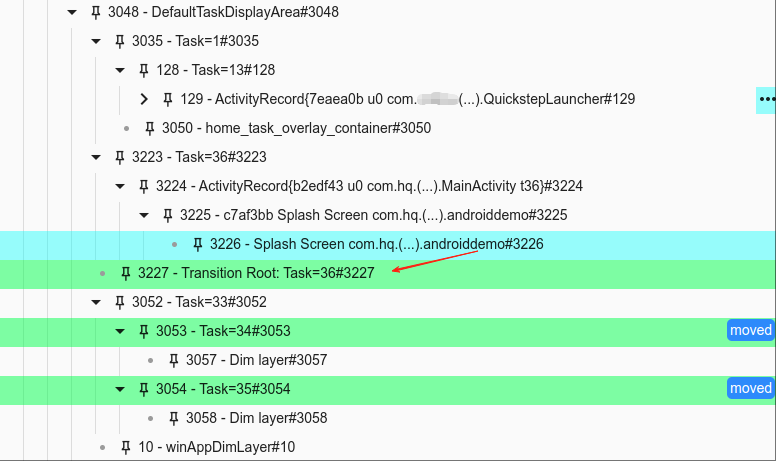 3048 - DefaultTaskDisplayArea#3048
3035 - Task=1#3035
128 - Task=13#128
129 - ActivityRecord{7eaea0b u0 com. (...).QuickstepLauncher#129
3050 - home_task_overlay_container#3050
3223 - Task=36#3223
3224 - ActivityRecord{b2edf43 u0 com.hq.(...).MainActivity t36}#3224
3225 - c7af3bb Splash Screen com.hq.(...).androiddemo#3225
3226 - Splash Screen com.hq.(...).androiddemo#3226
3227 - Transition Root: Task=36#3227
3052 - Task=33#3052
3053 - Task=34#3053 moved
3057 - Dim layer#3057
3054 - Task=35#3054 moved
3058 - Dim layer#3058
10 - winAppDimLayer#10